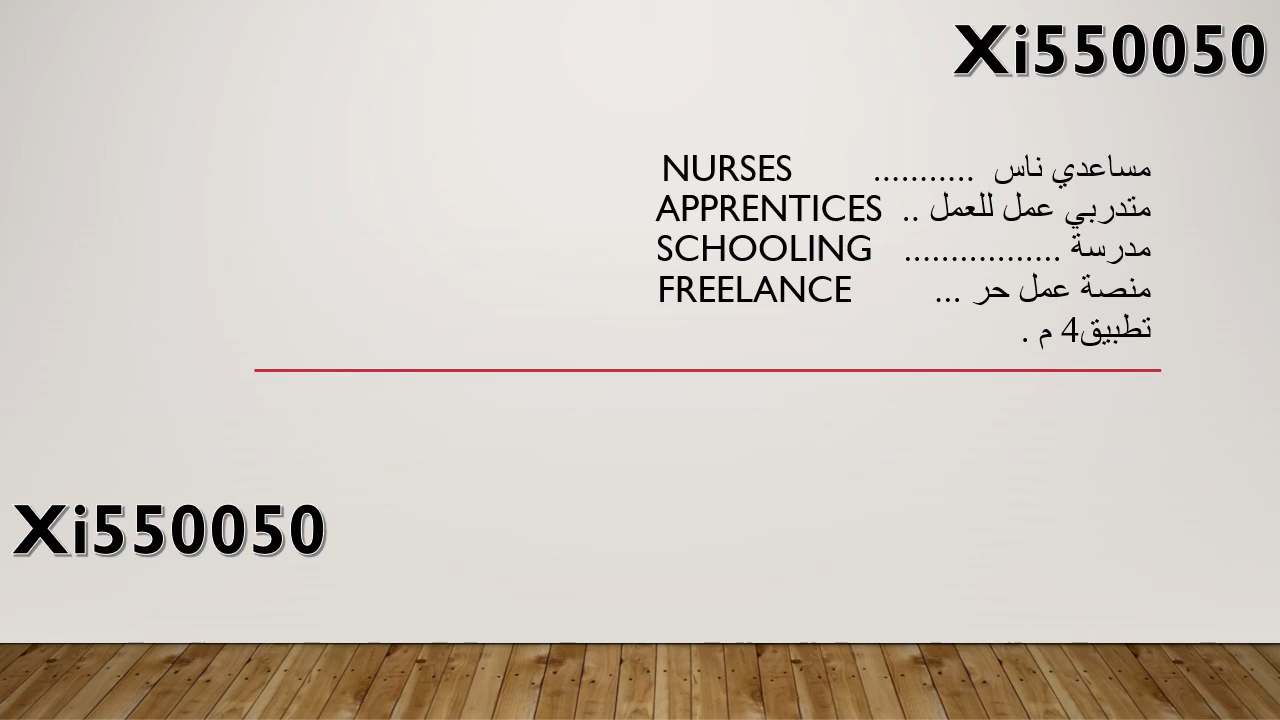 Xi550050
مساعدي ناس ........... NURSES
متدربي عمل للعمل .. APPRENTICES
مدرسة ................. SCHOOLING
منصة عمل حر ... FREELANCE
تطبيق4 م .
Xi550050